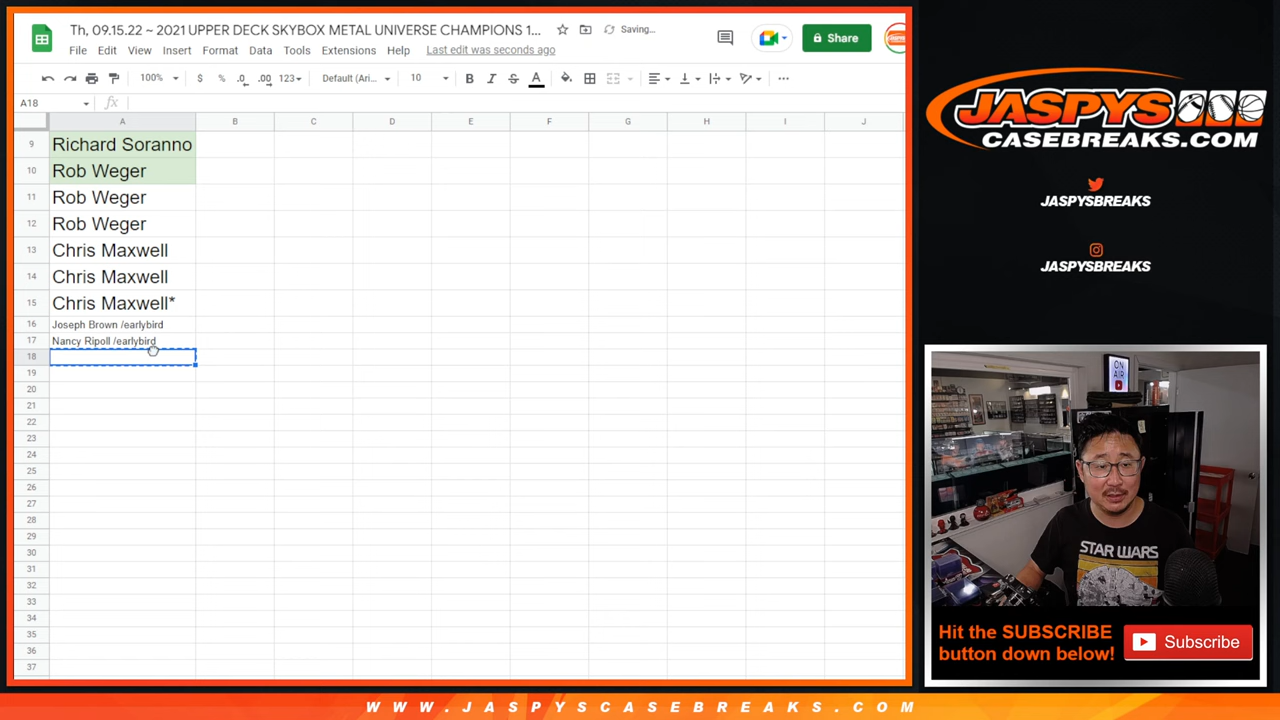 Th, 09.15.22 ~ 2021 UPPER DECK SKYBOX METAL UNIVERSE CHAMPIONS 1...
Saving...
Share
JASPYS
File Edit View Insert Format Data Tools Extensions Help Last edit was seconds ago
100% $ % .0 .00 123 Default (Ari... 10 B I S A
A18 fx
A B C D E F G H I J
9 Richard Soranno
10 Rob Weger
11 Rob Weger
12 Rob Weger
13 Chris Maxwell
14 Chris Maxwell
15 Chris Maxwell*
16 Joseph Brown /earlybird
17 Nancy Ripoll /earlybird
18
19
20
21
22
23
24
25
26
27
28
29
30
31
32
33
34
35
36
37
JASPYS
CASEBREAKS.COM
JASPYSBREAKS
JASPYSBREAKS
ON
AIR
STAR WARS
Hit the SUBSCRIBE
button down below!
Subscribe
WWW.JASPYSCASEBREAKS.COM